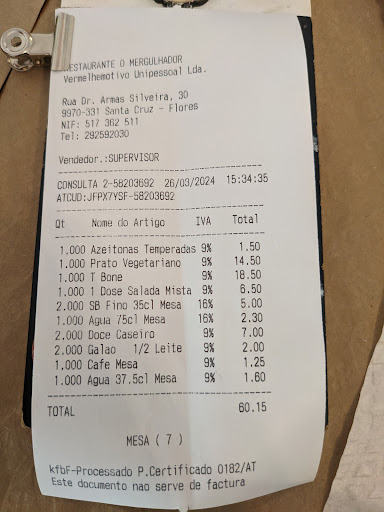 RESTAURANTE O MERGULHADOR
Vermelhemotivo Unipessoal Lda.
Rua Dr. Armas Silveira, 30
9970-331 Santa Cruz - Flores
NIF: 517 362 511
Tel: 292592030
Vendedor.:SUPERVISOR
CONSULTA 2-58203692 26/03/2024 15:34:35
ATCUD:JFPX7YSF-58203692
Qt Nome do Artigo IVA Total
1.000 Azeitonas Temperadas 9% 1.50
1.000 Prato Vegetariano 9% 14.50
1.000 T Bone 9% 18.50
1.000 1 Dose Salada Mista 9% 6.50
2.000 SB Fino 35cl Mesa 16% 5.00
1.000 Agua 75cl Mesa 16% 2.30
2.000 Doce Caseiro 9% 7.00
2.000 Galao 1/2 Leite 9% 2.00
1.000 Cafe Mesa 9% 1.25
1.000 Agua 37.5cl Mesa 9% 1.60
TOTAL 60.15
MESA ( 7 )
kfbF-Processado P.Certificado 0182/AT
Este documento nao serve de factura